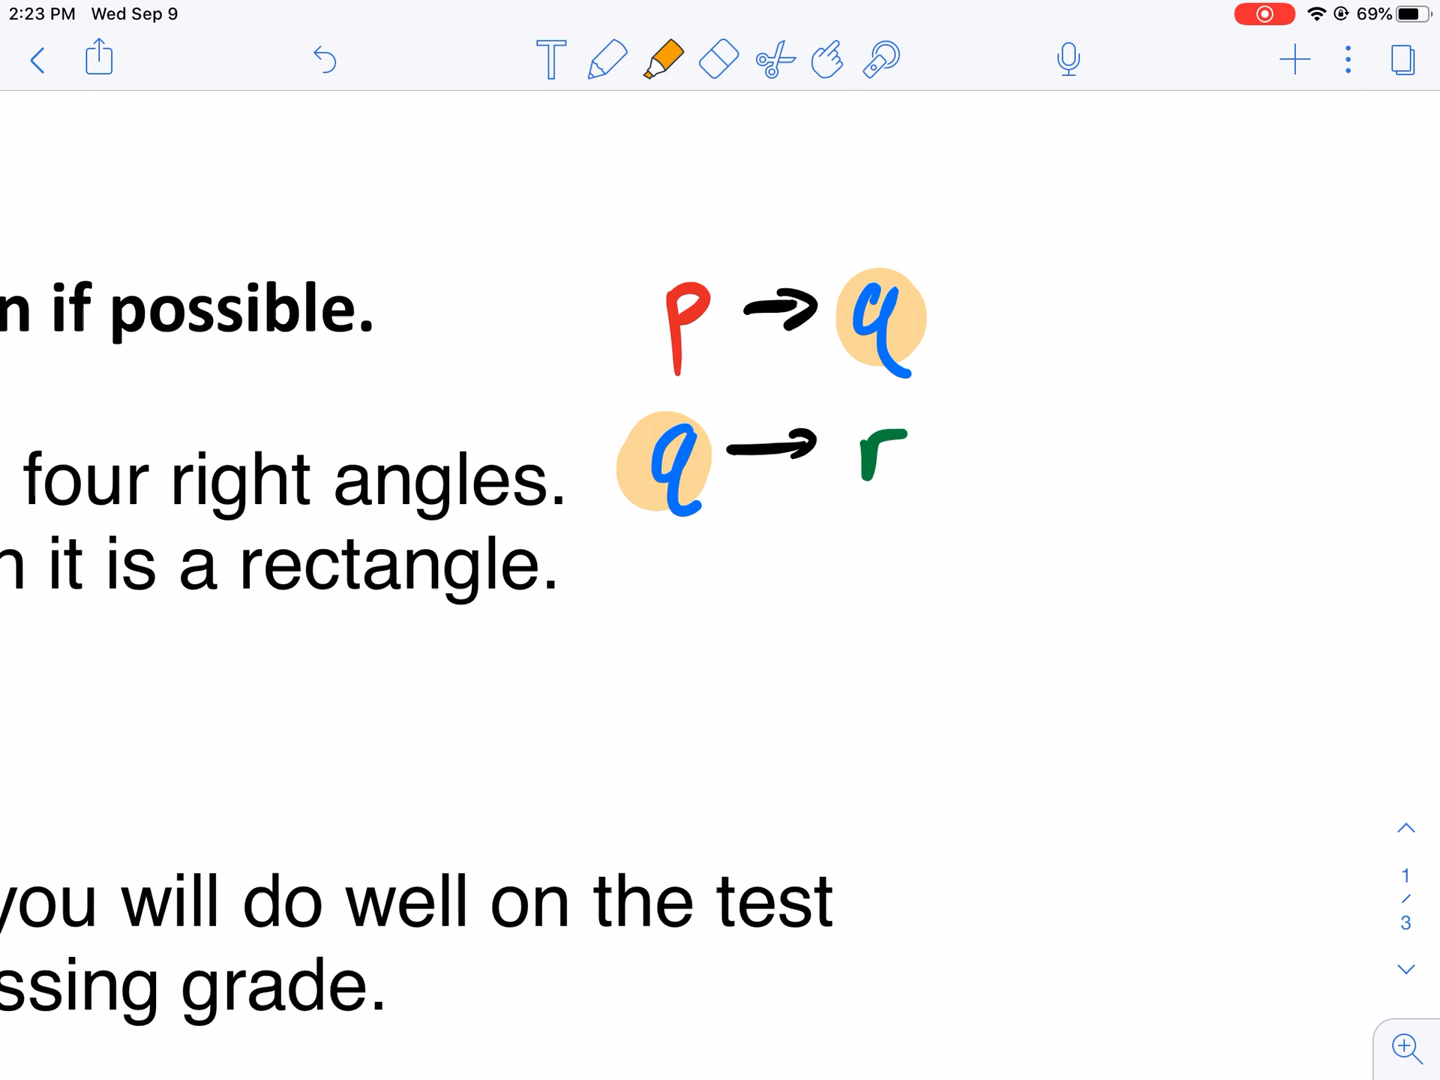 2:23 PM Wed Sep 9 69%
n if possible.
p → q
q → r
four right angles.
n it is a rectangle.
1
3
you will do well on the test
ssing grade.